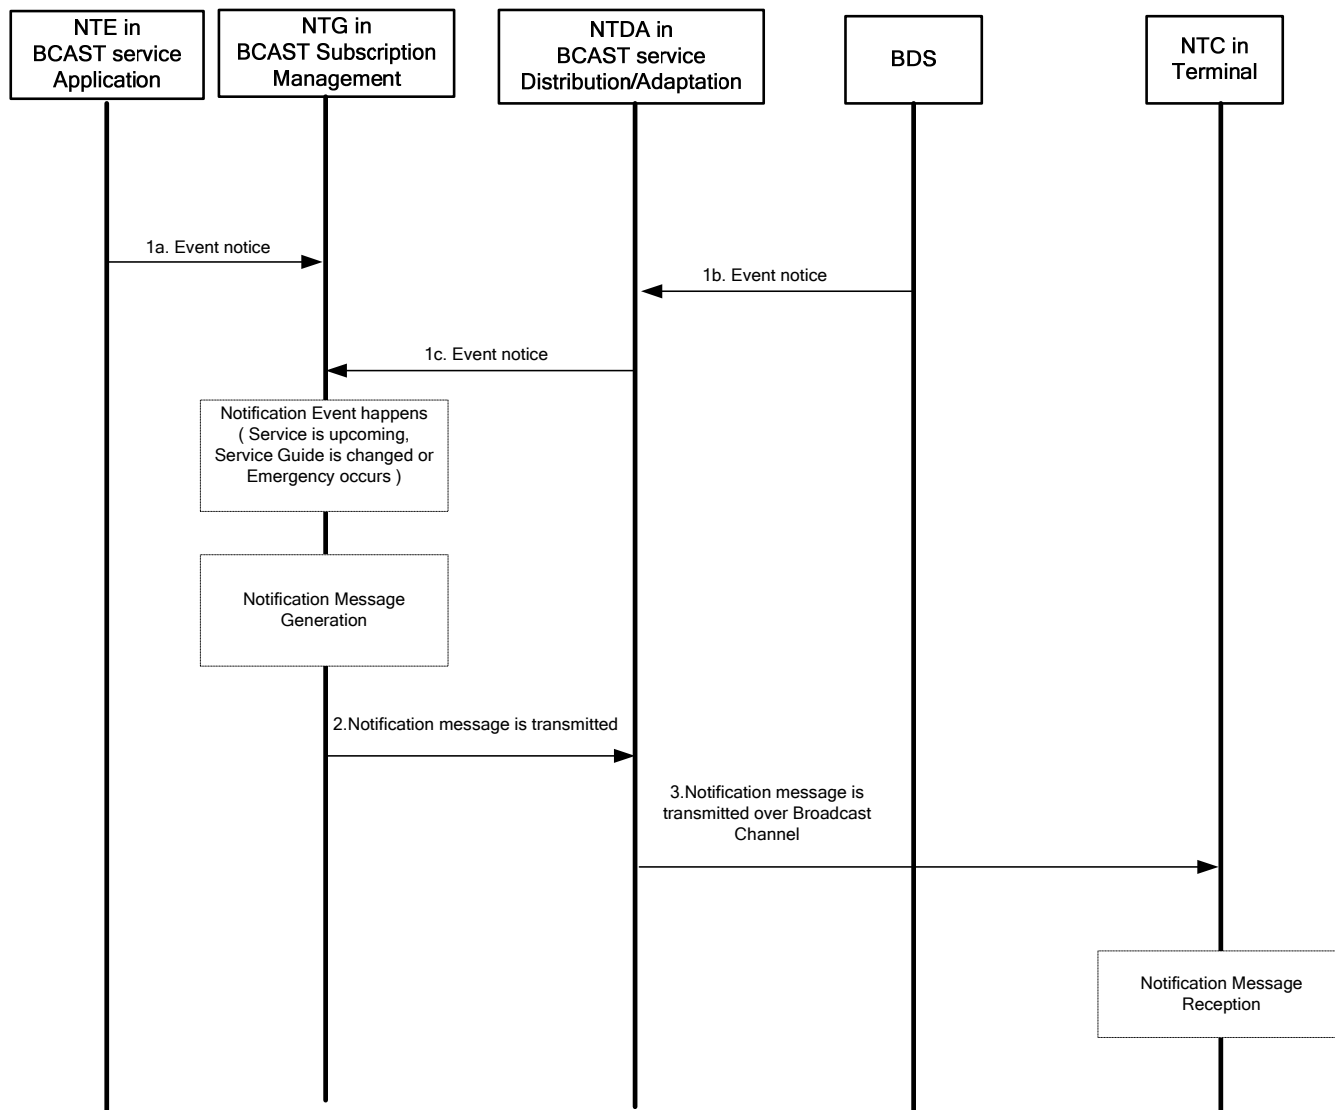 NTE in
BCAST service
Application
NTG in
BCAST Subscription
Management
NTDA in
BCAST service
Distribution/Adaptation
BDS
NTC in
Terminal
1a. Event notice
1b. Event notice
1c. Event notice
Notification Event happens
( Service is upcoming,
Service Guide is changed or
Emergency occurs )
Notification Message
Generation
2.Notification message is transmitted
3.Notification message is
transmitted over Broadcast
Channel
Notification Message
Reception